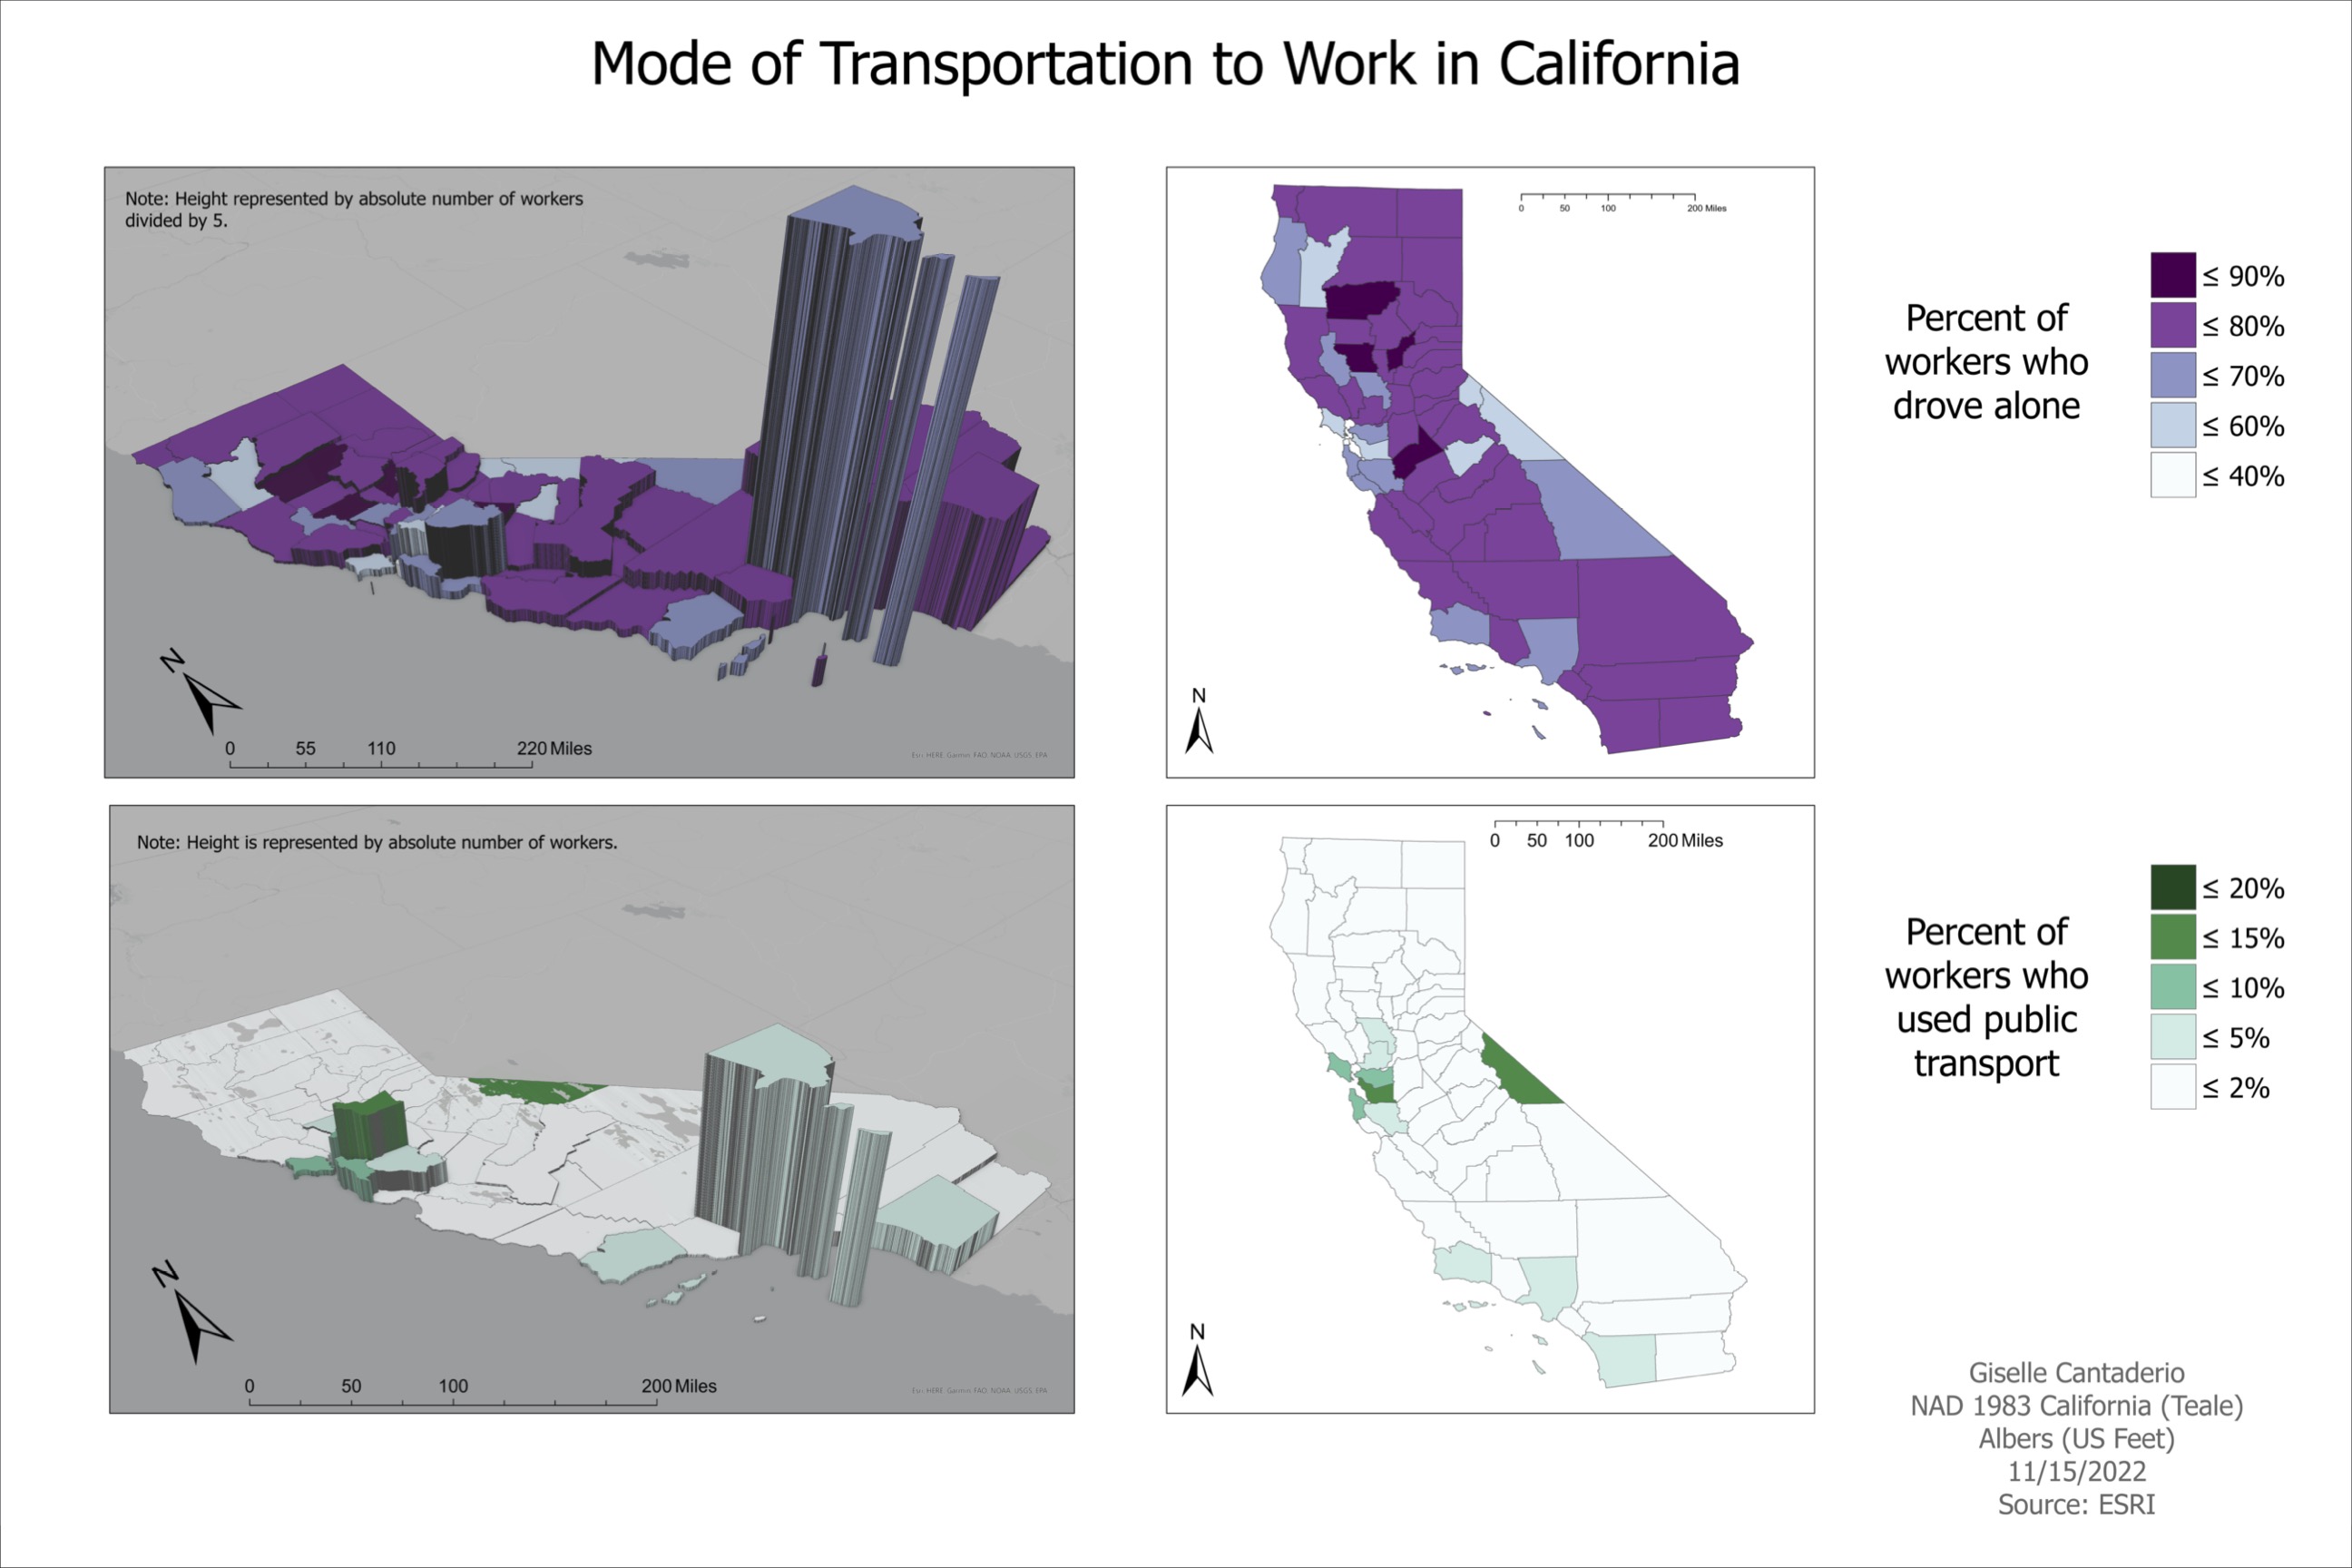 Mode of Transportation to Work in California
Note: Height represented by absolute number of workers
divided by 5.
N
0 55 110 220 Miles
Esri, HERE, Garmin, FAO, NOAA, USGS, EPA
0 50 100 200 Miles
N
Percent of
workers who
drove alone
≤ 90%
≤ 80%
≤ 70%
≤ 60%
≤ 40%
Note: Height is represented by absolute number of workers.
N
0 50 100 200 Miles
Esri, HERE, Garmin, FAO, NOAA, USGS, EPA
0 50 100 200 Miles
N
Percent of
workers who
used public
transport
≤ 20%
≤ 15%
≤ 10%
≤ 5%
≤ 2%
Giselle Cantaderio
NAD 1983 California (Teale)
Albers (US Feet)
11/15/2022
Source: ESRI